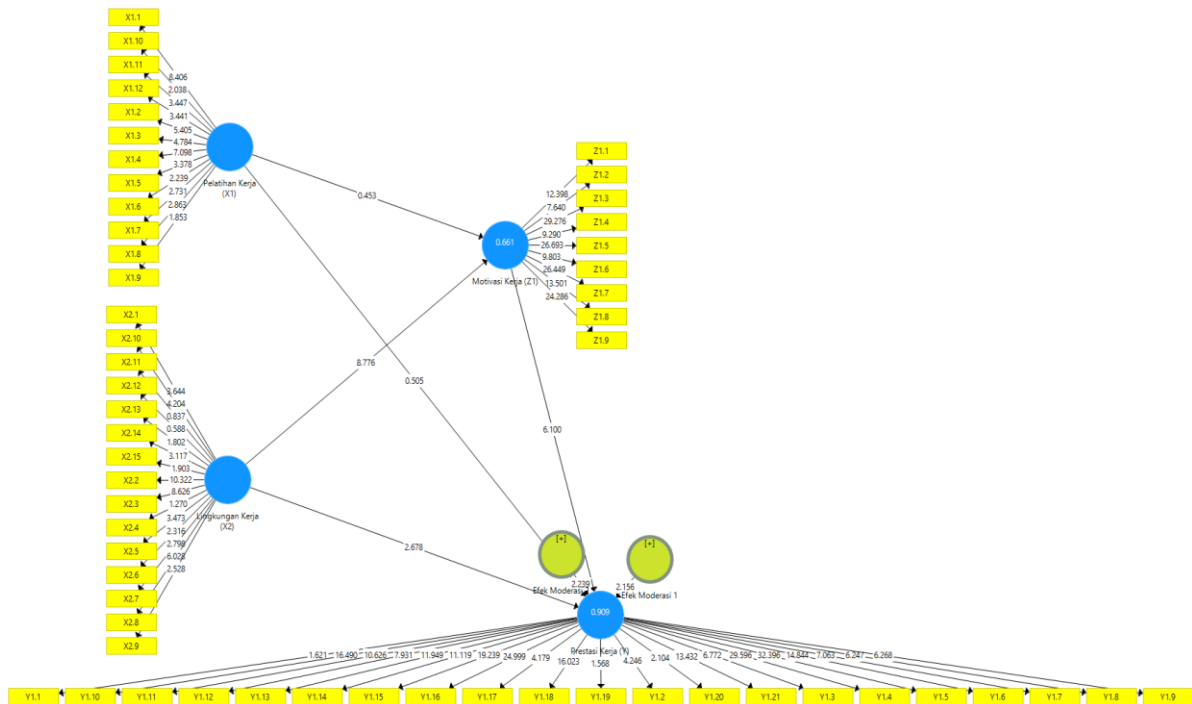 X1.1
X1.10
X1.11
X1.12
X1.2
X1.3
X1.4
X1.5
X1.6
X1.7
X1.8
X1.9
8.406
2.038
3.447
3.441
5.405
4.784
7.098
3.378
2.239
2.731
2.863
1.853
Pelatihan Kerja
(X1)
0.453
Z1.1
Z1.2
Z1.3
Z1.4
Z1.5
Z1.6
Z1.7
Z1.8
Z1.9
12.398
7.640
29.276
9.290
26.693
9.803
26.449
13.501
24.286
0.661
Motivasi Kerja (Z1)
X2.1
X2.10
X2.11
X2.12
X2.13
X2.14
X2.15
X2.2
X2.3
X2.4
X2.5
X2.6
X2.7
X2.8
X2.9
3.644
4.204
0.837
0.588
1.802
3.117
1.903
10.322
8.626
1.270
3.473
2.316
2.798
6.028
2.528
Lingkungan Kerja
(X2)
8.776
0.505
6.100
2.678
[+]
[+]
2.239
2.156
Efek Moderasi
Efek Moderasi 1
0.909
Prestasi Kerja (Y)
1.621 16.490 10.626 7.931 11.949 11.119 19.239 24.999 4.179 16.023 1.568 4.246 2.104 13.432 6.772 29.596 32.396 14.844 7.063 6.247 6.268
Y1.1 Y1.10 Y1.11 Y1.12 Y1.13 Y1.14 Y1.15 Y1.16 Y1.17 Y1.18 Y1.19 Y1.2 Y1.20 Y1.21 Y1.3 Y1.4 Y1.5 Y1.6 Y1.7 Y1.8 Y1.9